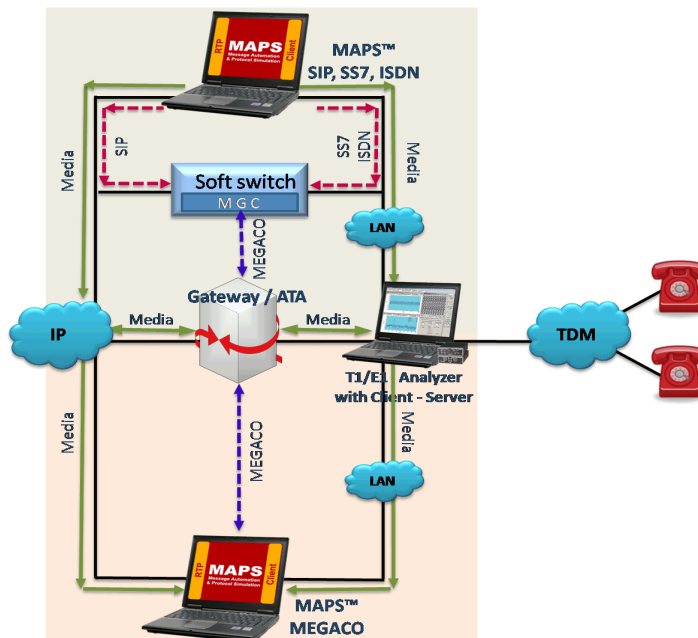 RTP
MAPS
Message Automation
& Protocol Simulation
Client
MAPS™
SIP, SS7, ISDN
SIP
SS7
ISDN
Media
Media
Soft switch
M G C
LAN
MEGACO
Gateway / ATA
IP
Media
Media
TDM
T1/E1 Analyzer
with Client - Server
Media
Media
MEGACO
LAN
RTP
MAPS
Message Automation
& Protocol Simulation
Client
MAPS™
MEGACO